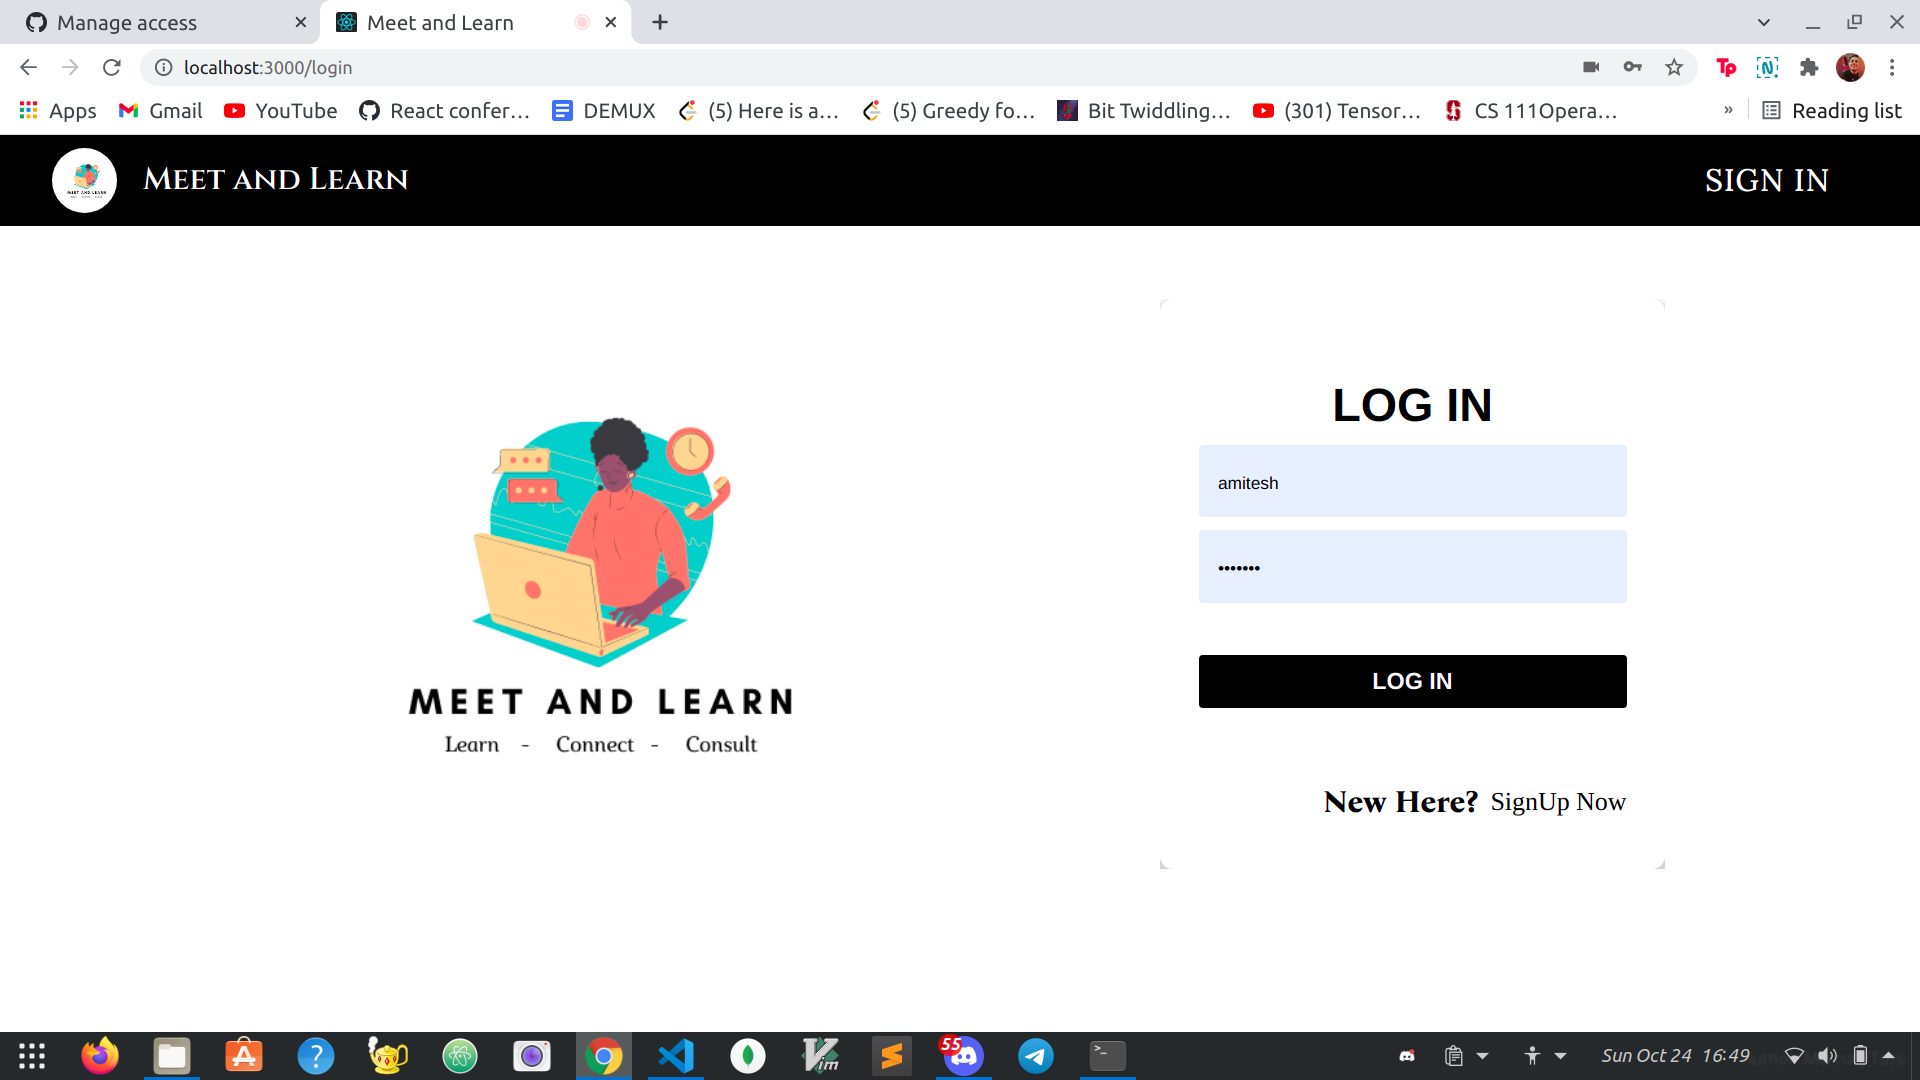 Manage access
Meet and Learn
localhost:3000/login
Tp
N
Apps
Gmail
YouTube
React confer...
DEMUX
(5) Here is a...
(5) Greedy fo...
Bit Twiddling...
(301) Tensor...
CS 111Opera...
»
Reading list
MEET AND LEARN
SIGN IN
LOG IN
amitesh
•••••••
LOG IN
New Here? SignUp Now
MEET AND LEARN
Learn - Connect - Consult
55
Sun Oct 24 16:49